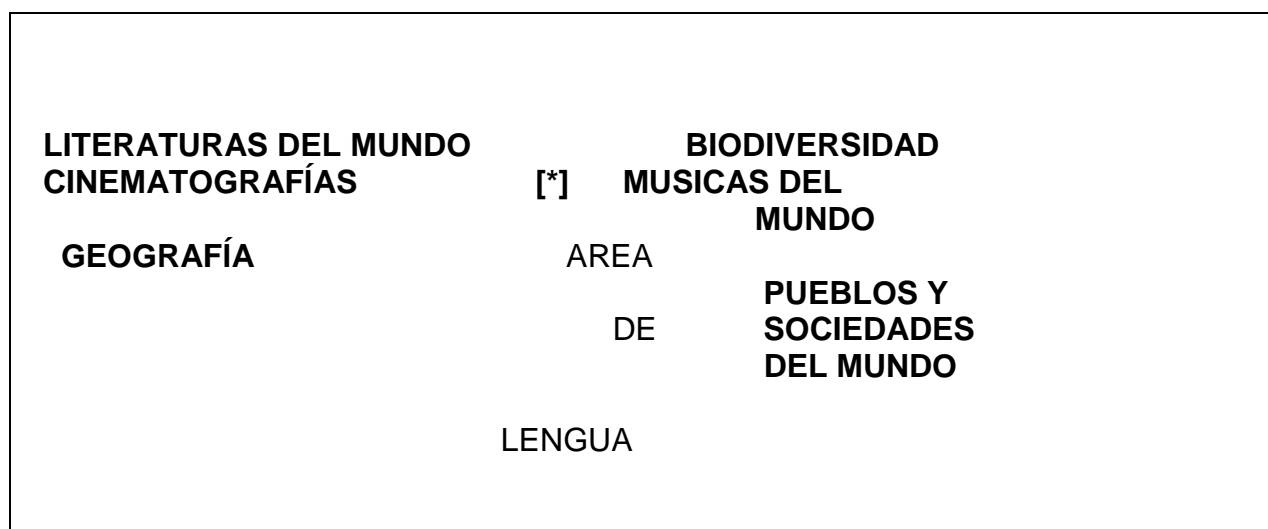 LITERATURAS DEL MUNDO BIODIVERSIDAD
CINEMATOGRAFÍAS [*] MUSICAS DEL
MUNDO
GEOGRAFÍA AREA
PUEBLOS Y
DE SOCIEDADES
DEL MUNDO
LENGUA